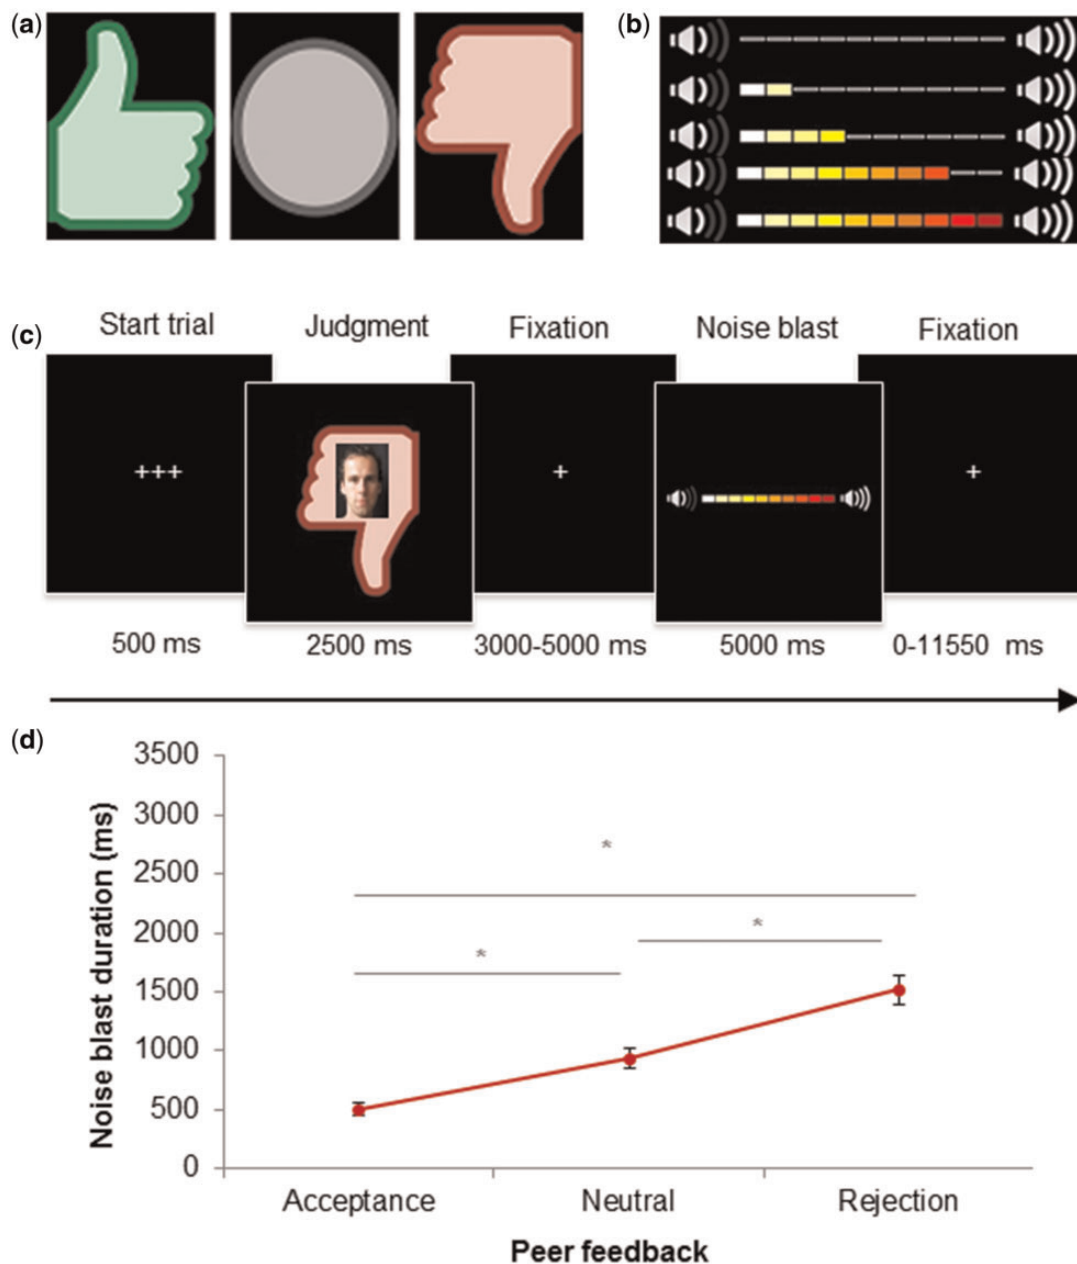 (a)
(b)
(c)
Start trial
Judgment
Fixation
Noise blast
Fixation
+++
+
+
500 ms
2500 ms
3000-5000 ms
5000 ms
0-11550 ms
(d)
3500
3000
2500
2000
1500
1000
500
0
Noise blast duration (ms)
*
*
*
Acceptance
Neutral
Rejection
Peer feedback